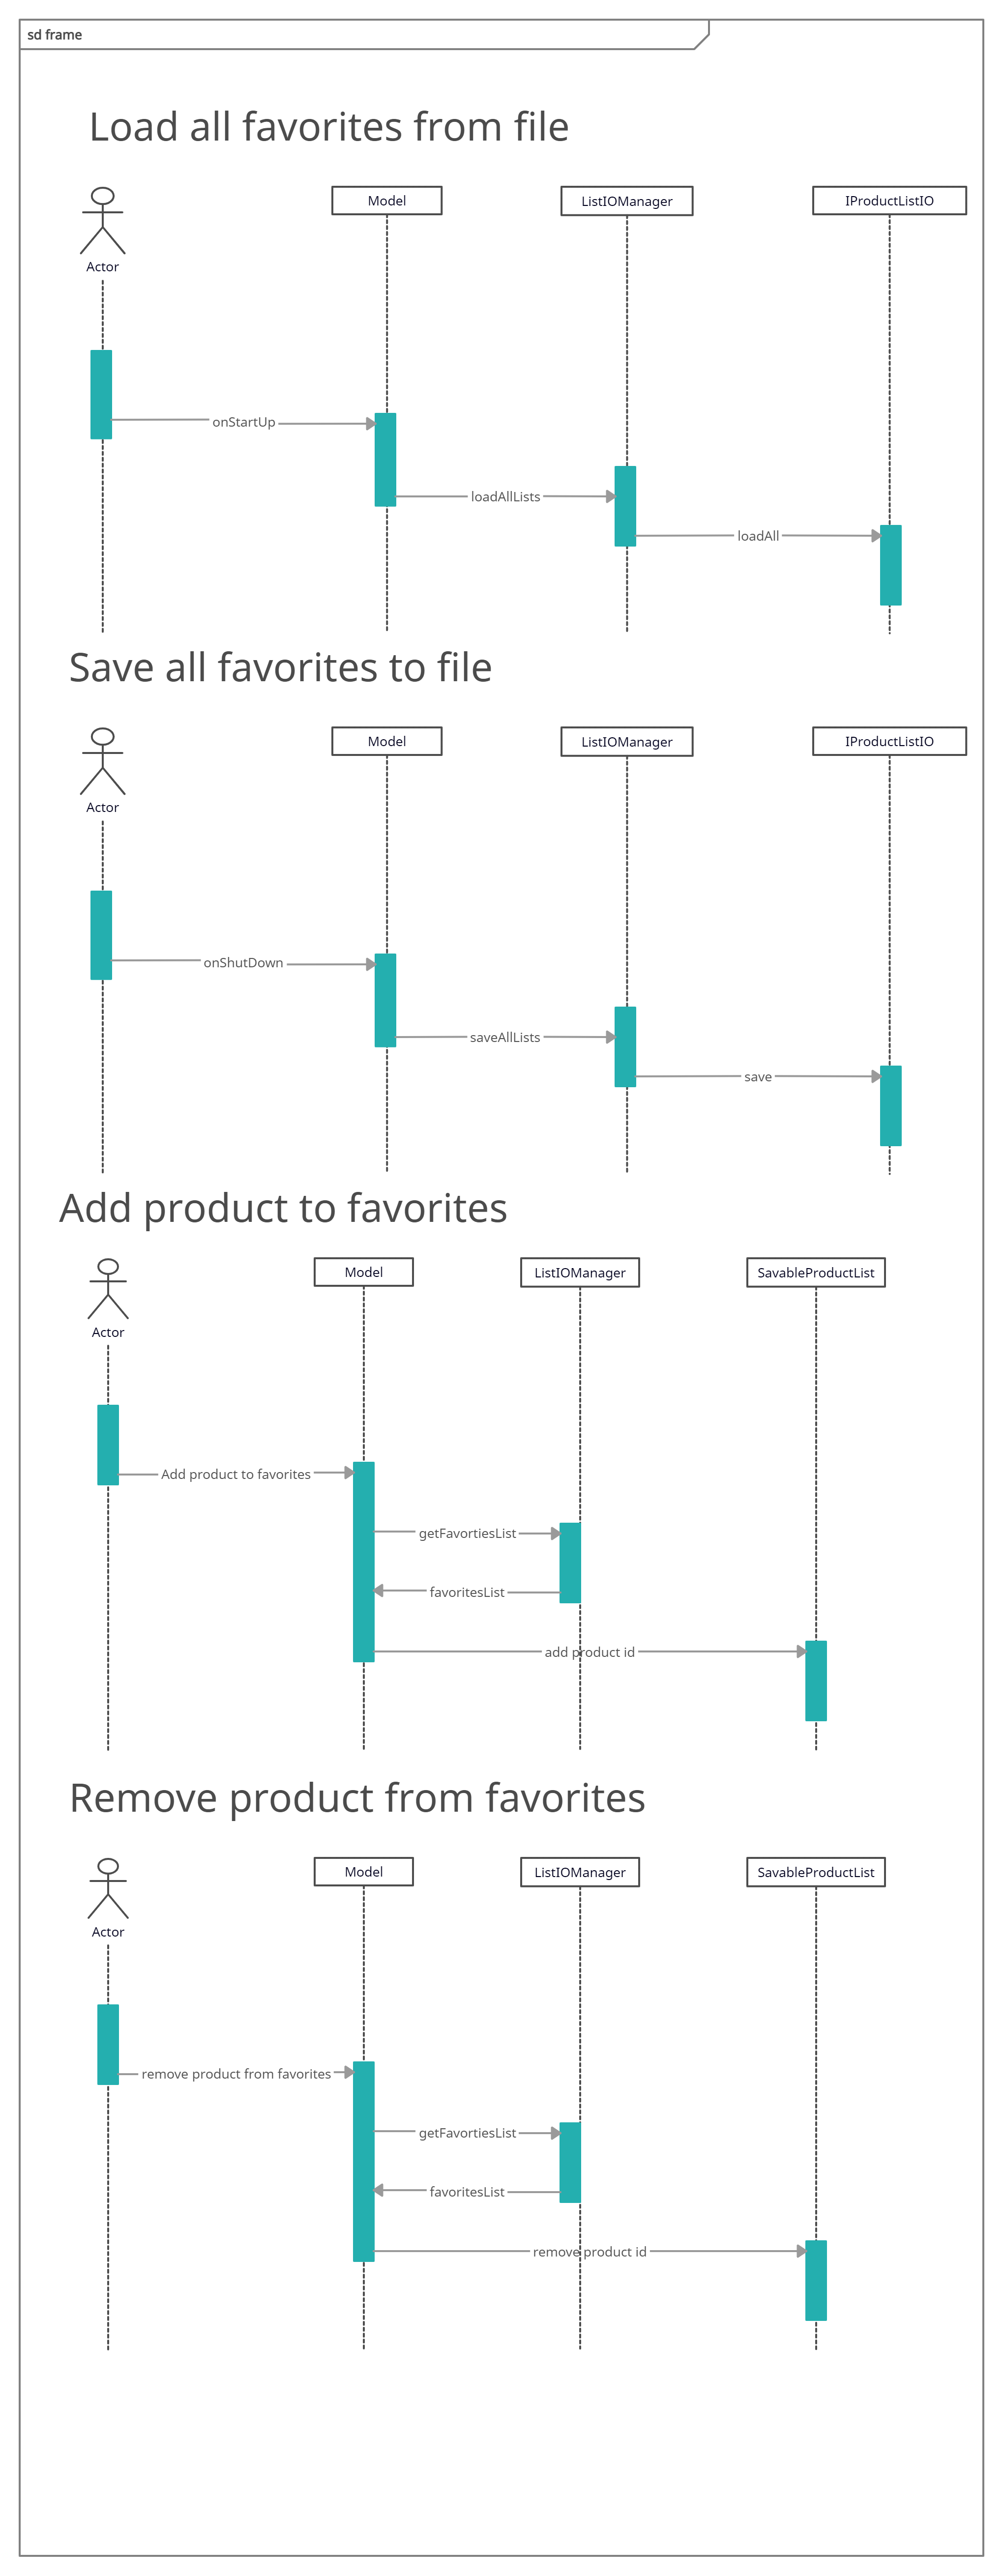 sd frame
Load all favorites from file
Model
ListIOManager
IProductListIO
Actor
onStartUp
loadAllLists
loadAll
Save all favorites to file
Model
ListIOManager
IProductListIO
Actor
onShutDown
saveAllLists
save
Add product to favorites
Model
ListIOManager
SavableProductList
Actor
Add product to favorites
getFavortiesList
favoritesList
add product id
Remove product from favorites
Model
ListIOManager
SavableProductList
Actor
remove product from favorites
getFavortiesList
favoritesList
remove product id